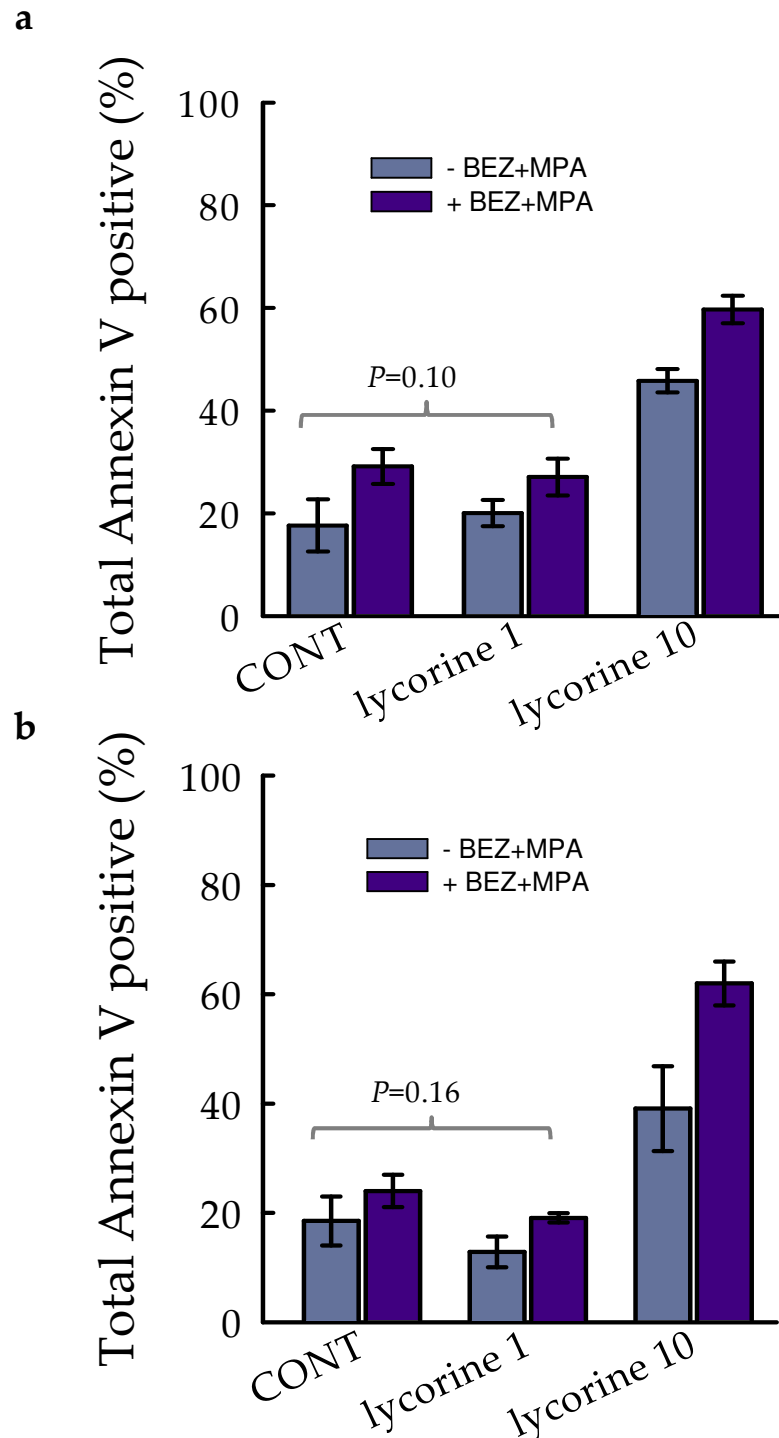 a
Total Annexin V positive (%)
100
80
60
40
20
0
- BEZ+MPA
+ BEZ+MPA
P=0.10
CONT
lycorine 1
lycorine 10
b
Total Annexin V positive (%)
100
80
60
40
20
0
- BEZ+MPA
+ BEZ+MPA
P=0.16
CONT
lycorine 1
lycorine 10